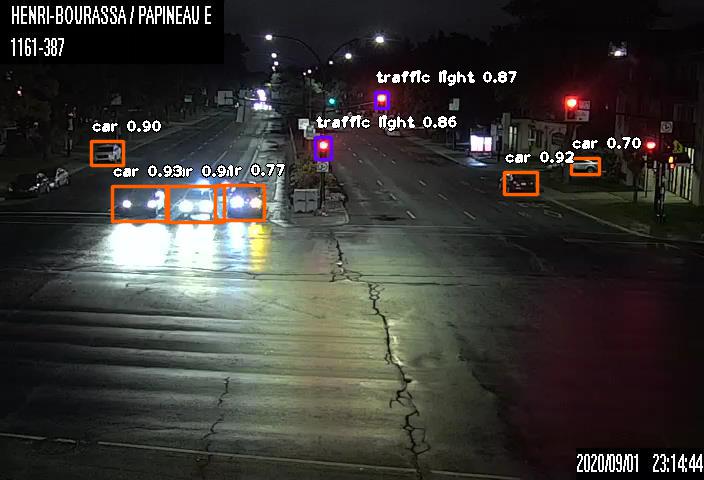 HENRI-BOURASSA / PAPINEAU E
1161-387
traffic light 0.87
traffic light 0.86
car 0.90
car 0.70
car 0.92
car 0.93
0.77
2020/09/01 23:14:44